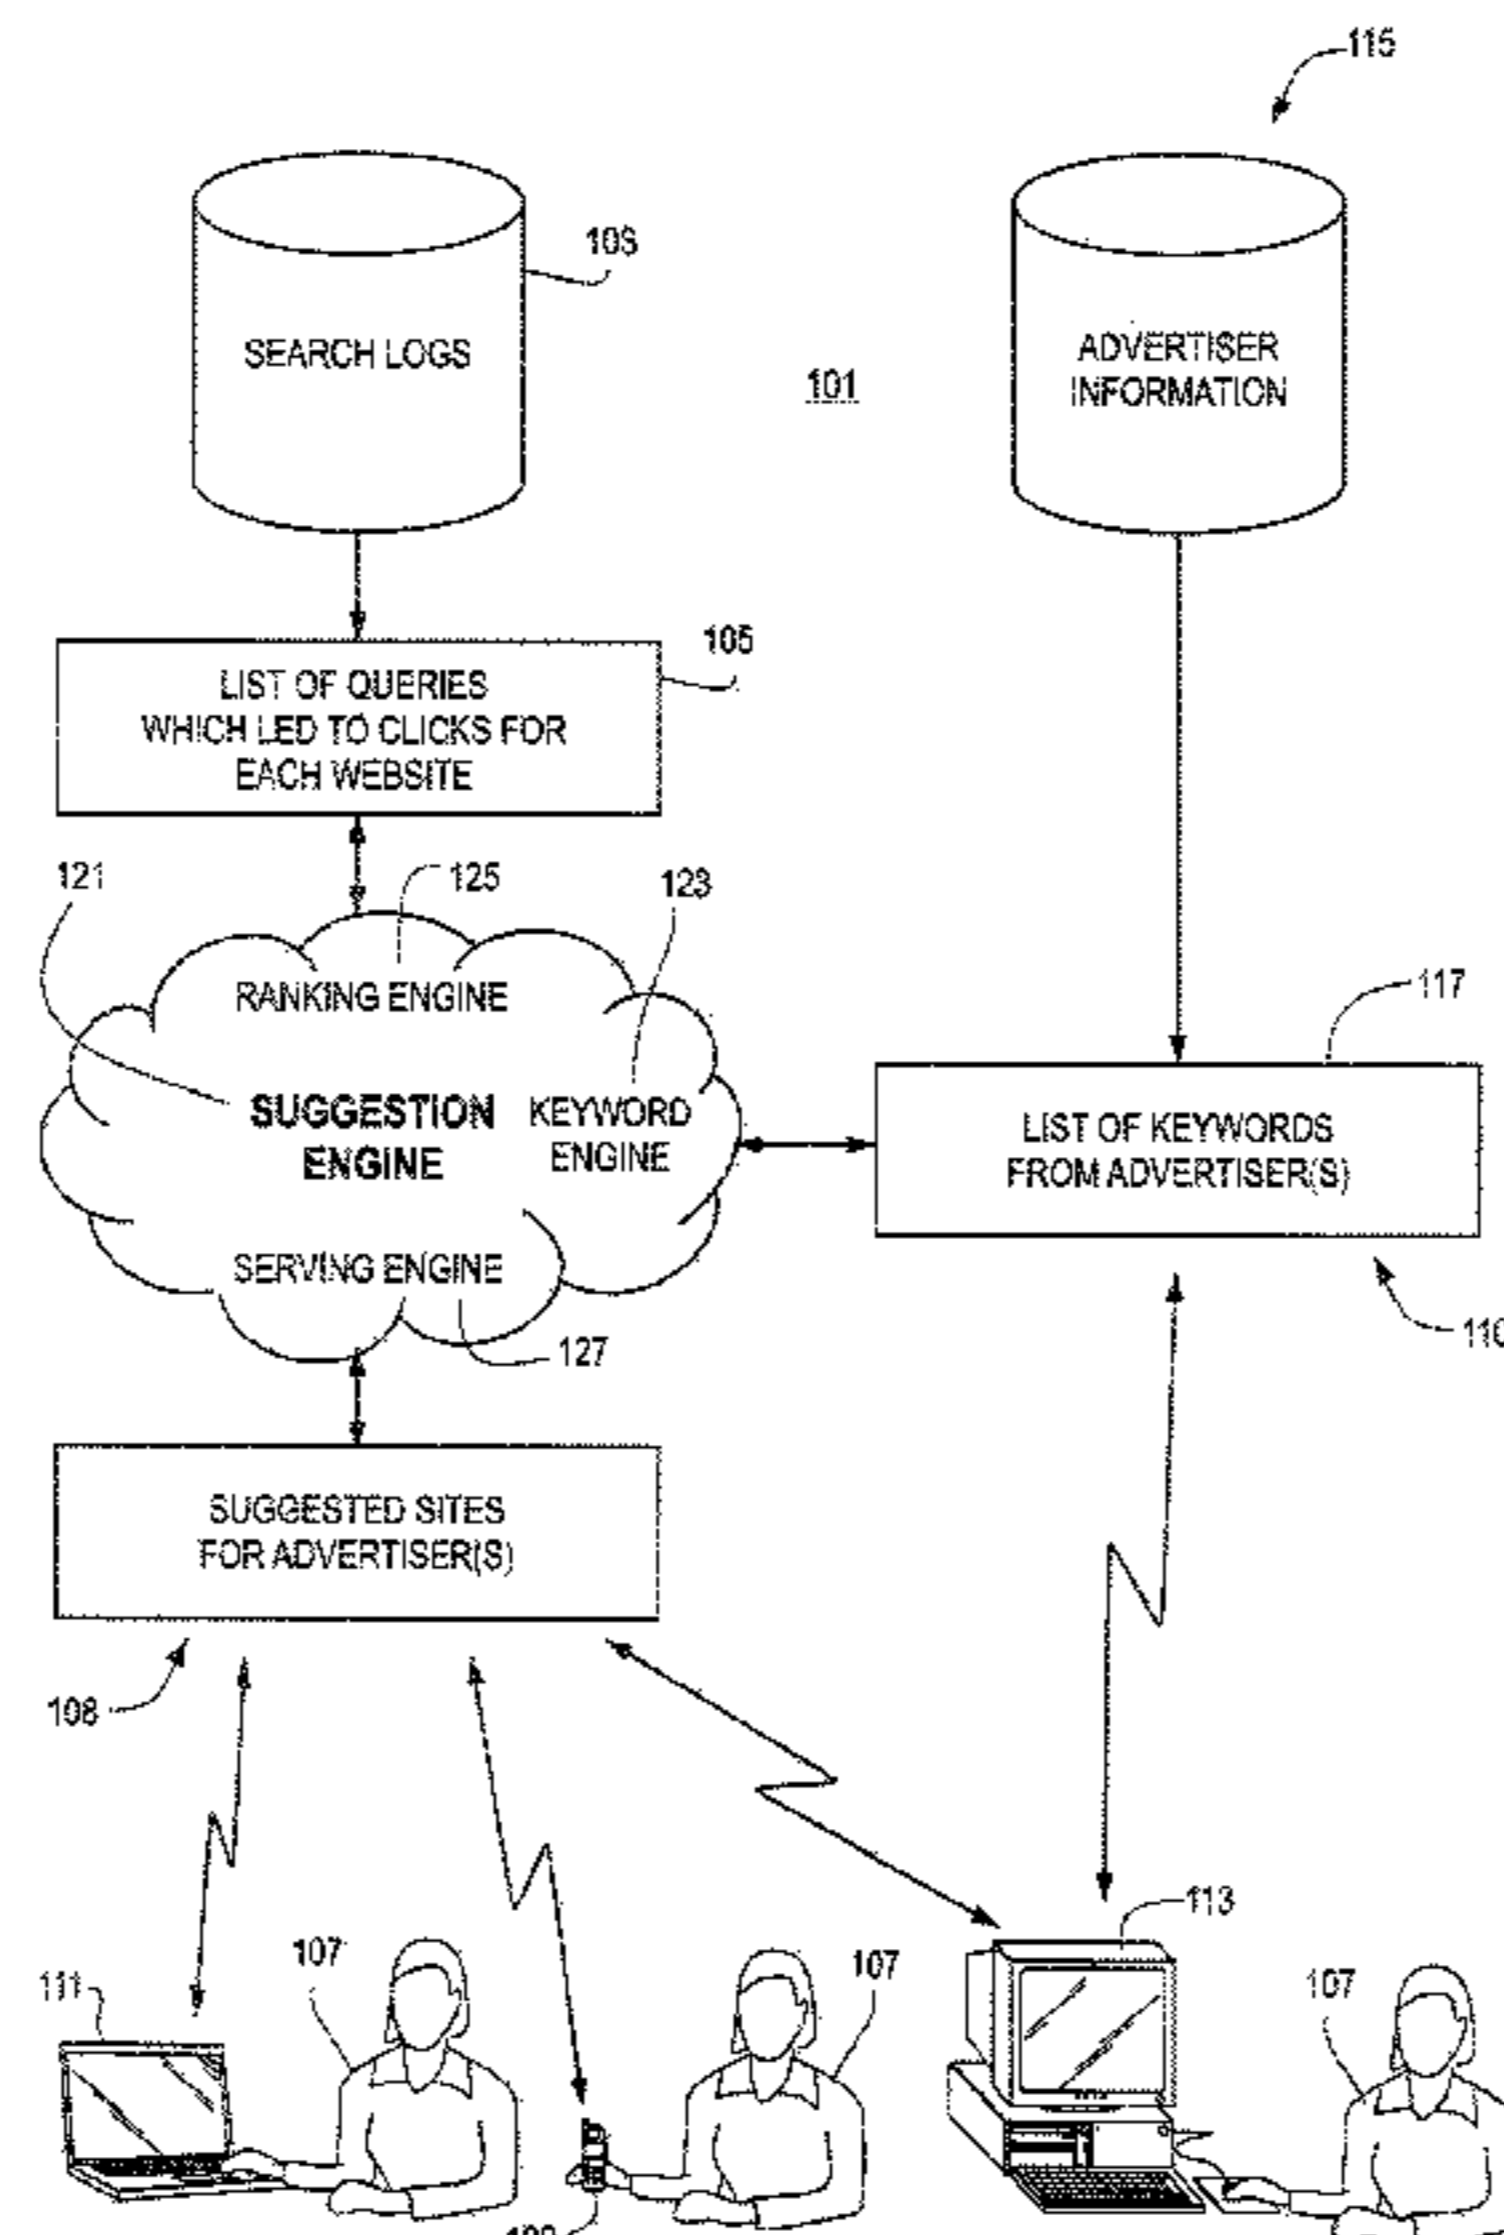 115
103
SEARCH LOGS
101
ADVERTISER
INFORMATION
105
LIST OF QUERIES
WHICH LED TO CLICKS FOR
EACH WEBSITE
121
125
123
RANKING ENGINE
117
SUGGESTION
ENGINE
KEYWORD
ENGINE
LIST OF KEYWORDS
FROM ADVERTISER(S)
SERVING ENGINE
127
110
SUGGESTED SITES
FOR ADVERTISER(S)
108
113
111
107
107
107